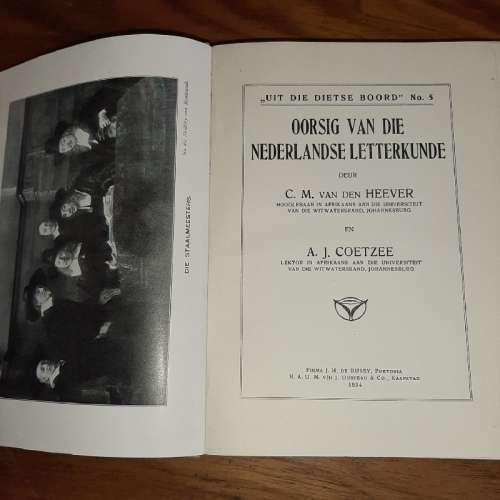 DIE STAALMEESTERS.
„UIT DIE DIETSE BOORD" No. 5
OORSIG VAN DIE
NEDERLANDSE LETTERKUNDE
DEUR
C. M. VAN DEN HEEVER
HOOGLERAAR IN AFRIKAANS AAN DIE UNIVERSITEIT
VAN DIE WITWATERSRAND, JOHANNESBURG.
EN
A. J. COETZEE
LEKTOR IN AFRIKAANS AAN DIE UNIVERSITEIT
VAN DIE WITWATERSRAND, JOHANNESBURG
FIRMA J. H. DE BUSSY, PRETORIA
H. A. U. M. v/h J. DUSSEAU & Co., KAAPSTAD
1934